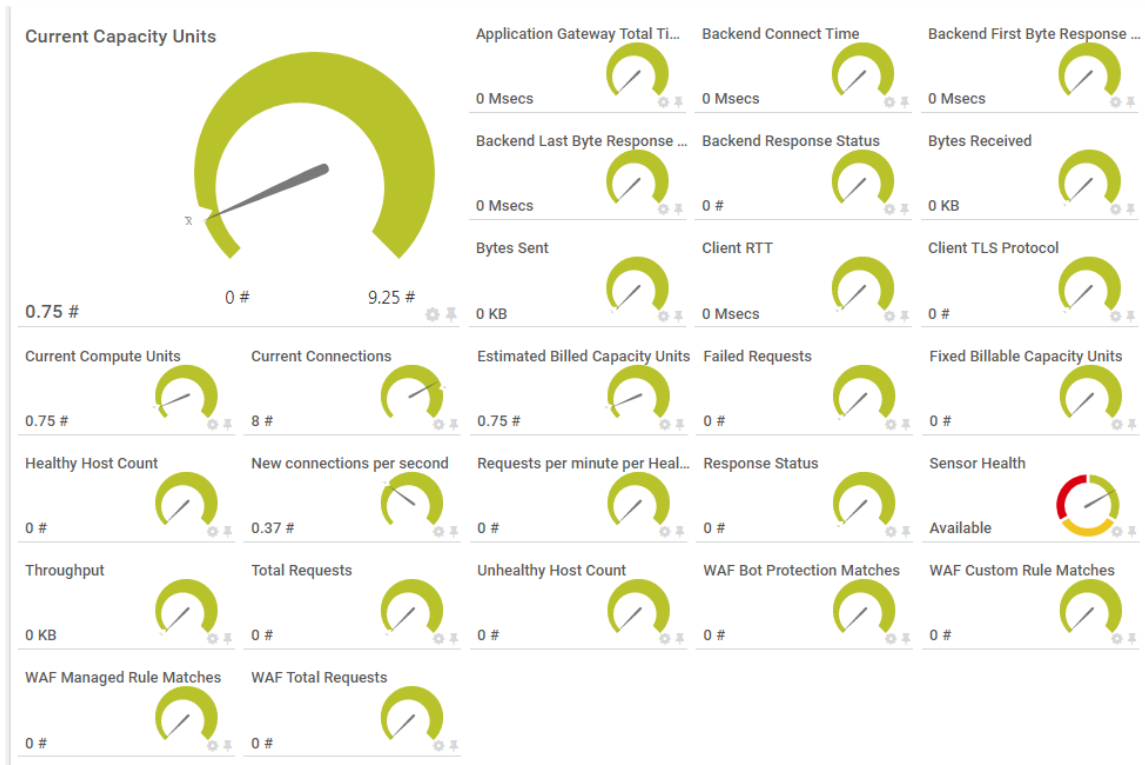 Current Capacity Units
0 #
9.25 #
0.75 #
Application Gateway Total Ti...
0 Msecs
Backend Connect Time
0 Msecs
Backend First Byte Response ...
0 Msecs
Backend Last Byte Response ...
0 Msecs
Backend Response Status
0 #
Bytes Received
0 KB
Bytes Sent
0 KB
Client RTT
0 Msecs
Client TLS Protocol
0 #
Current Compute Units
0.75 #
Current Connections
8 #
Estimated Billed Capacity Units
0.75 #
Failed Requests
0 #
Fixed Billable Capacity Units
0 #
Healthy Host Count
0 #
New connections per second
0.37 #
Requests per minute per Heal...
0 #
Response Status
0 #
Sensor Health
Available
Throughput
0 KB
Total Requests
0 #
Unhealthy Host Count
0 #
WAF Bot Protection Matches
0 #
WAF Custom Rule Matches
0 #
WAF Managed Rule Matches
0 #
WAF Total Requests
0 #